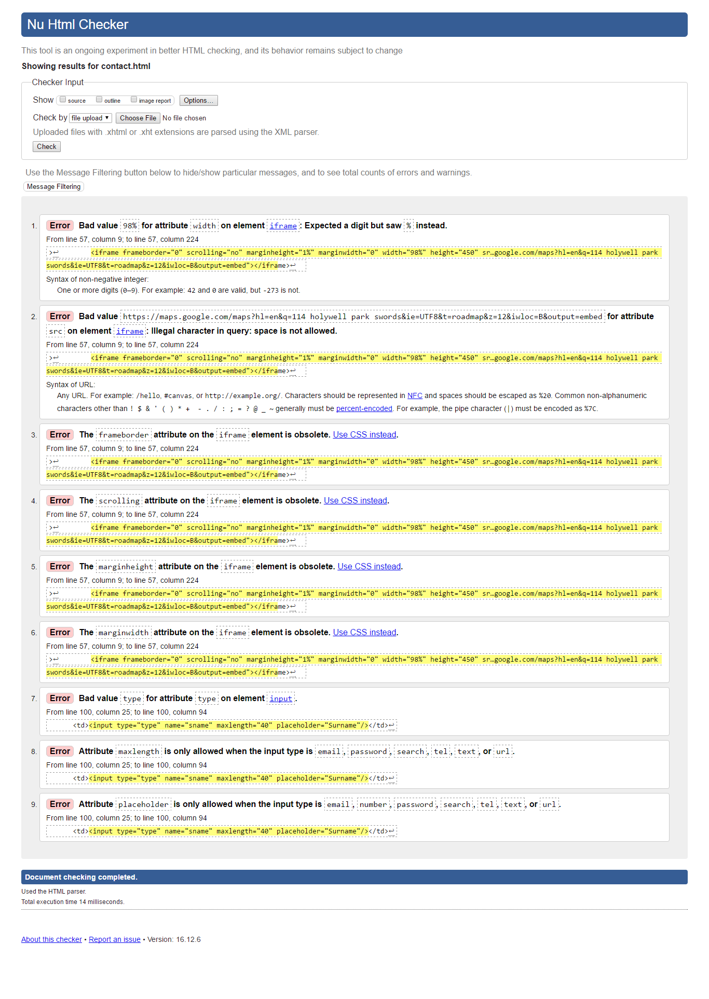 Nu Html Checker
This tool is an ongoing experiment in better HTML checking, and its behavior remains subject to change
Showing results for contact.html
Checker Input
Show source outline image report Options...
Check by file upload ▼ Choose File No file chosen
Uploaded files with .xhtml or .xht extensions are parsed using the XML parser.
Check
Use the Message Filtering button below to hide/show particular messages, and to see total counts of errors and warnings.
Message Filtering
1. Error Bad value 98% for attribute width on element iframe: Expected a digit but saw % instead.
From line 57, column 9; to line 57, column 224
>↩ <iframe frameborder="0" scrolling="no" marginheight="1%" marginwidth="0" width="98%" height="450" sr…google.com/maps?hl=en&q=114 holywell park
swords&ie=UTF8&t=roadmap&z=12&iwloc=B&output=embed"></iframe>↩
Syntax of non-negative integer:
One or more digits (0–9). For example: 42 and 0 are valid, but -273 is not.
2. Error Bad value https://maps.google.com/maps?hl=en&q=114 holywell park swords&ie=UTF8&t=roadmap&z=12&iwloc=B&output=embed for attribute
src on element iframe: Illegal character in query: space is not allowed.
From line 57, column 9; to line 57, column 224
>↩ <iframe frameborder="0" scrolling="no" marginheight="1%" marginwidth="0" width="98%" height="450" sr…google.com/maps?hl=en&q=114 holywell park
swords&ie=UTF8&t=roadmap&z=12&iwloc=B&output=embed"></iframe>↩
Syntax of URL:
Any URL. For example: /hello, #canvas, or http://example.org/. Characters should be represented in NFC and spaces should be escaped as %20. Common non-alphanumeric
characters other than ! $ & ' ( ) * + - . / : ; = ? @ _ ~ generally must be percent-encoded. For example, the pipe character (|) must be encoded as %7C.
3. Error The frameborder attribute on the iframe element is obsolete. Use CSS instead.
From line 57, column 9; to line 57, column 224
>↩ <iframe frameborder="0" scrolling="no" marginheight="1%" marginwidth="0" width="98%" height="450" sr…google.com/maps?hl=en&q=114 holywell park
swords&ie=UTF8&t=roadmap&z=12&iwloc=B&output=embed"></iframe>↩
4. Error The scrolling attribute on the iframe element is obsolete. Use CSS instead.
From line 57, column 9; to line 57, column 224
>↩ <iframe frameborder="0" scrolling="no" marginheight="1%" marginwidth="0" width="98%" height="450" sr…google.com/maps?hl=en&q=114 holywell park
swords&ie=UTF8&t=roadmap&z=12&iwloc=B&output=embed"></iframe>↩
5. Error The marginheight attribute on the iframe element is obsolete. Use CSS instead.
From line 57, column 9; to line 57, column 224
>↩ <iframe frameborder="0" scrolling="no" marginheight="1%" marginwidth="0" width="98%" height="450" sr…google.com/maps?hl=en&q=114 holywell park
swords&ie=UTF8&t=roadmap&z=12&iwloc=B&output=embed"></iframe>↩
6. Error The marginwidth attribute on the iframe element is obsolete. Use CSS instead.
From line 57, column 9; to line 57, column 224
>↩ <iframe frameborder="0" scrolling="no" marginheight="1%" marginwidth="0" width="98%" height="450" sr…google.com/maps?hl=en&q=114 holywell park
swords&ie=UTF8&t=roadmap&z=12&iwloc=B&output=embed"></iframe>↩
7. Error Bad value type for attribute type on element input.
From line 100, column 25; to line 100, column 94
<td><input type="type" name="sname" maxlength="40" placeholder="Surname"/></td>↩
8. Error Attribute maxlength is only allowed when the input type is email, password, search, tel, text, or url.
From line 100, column 25; to line 100, column 94
<td><input type="type" name="sname" maxlength="40" placeholder="Surname"/></td>↩
9. Error Attribute placeholder is only allowed when the input type is email, number, password, search, tel, text, or url.
From line 100, column 25; to line 100, column 94
<td><input type="type" name="sname" maxlength="40" placeholder="Surname"/></td>↩
Document checking completed.
Used the HTML parser.
Total execution time 14 milliseconds.
About this checker • Report an issue • Version: 16.12.6